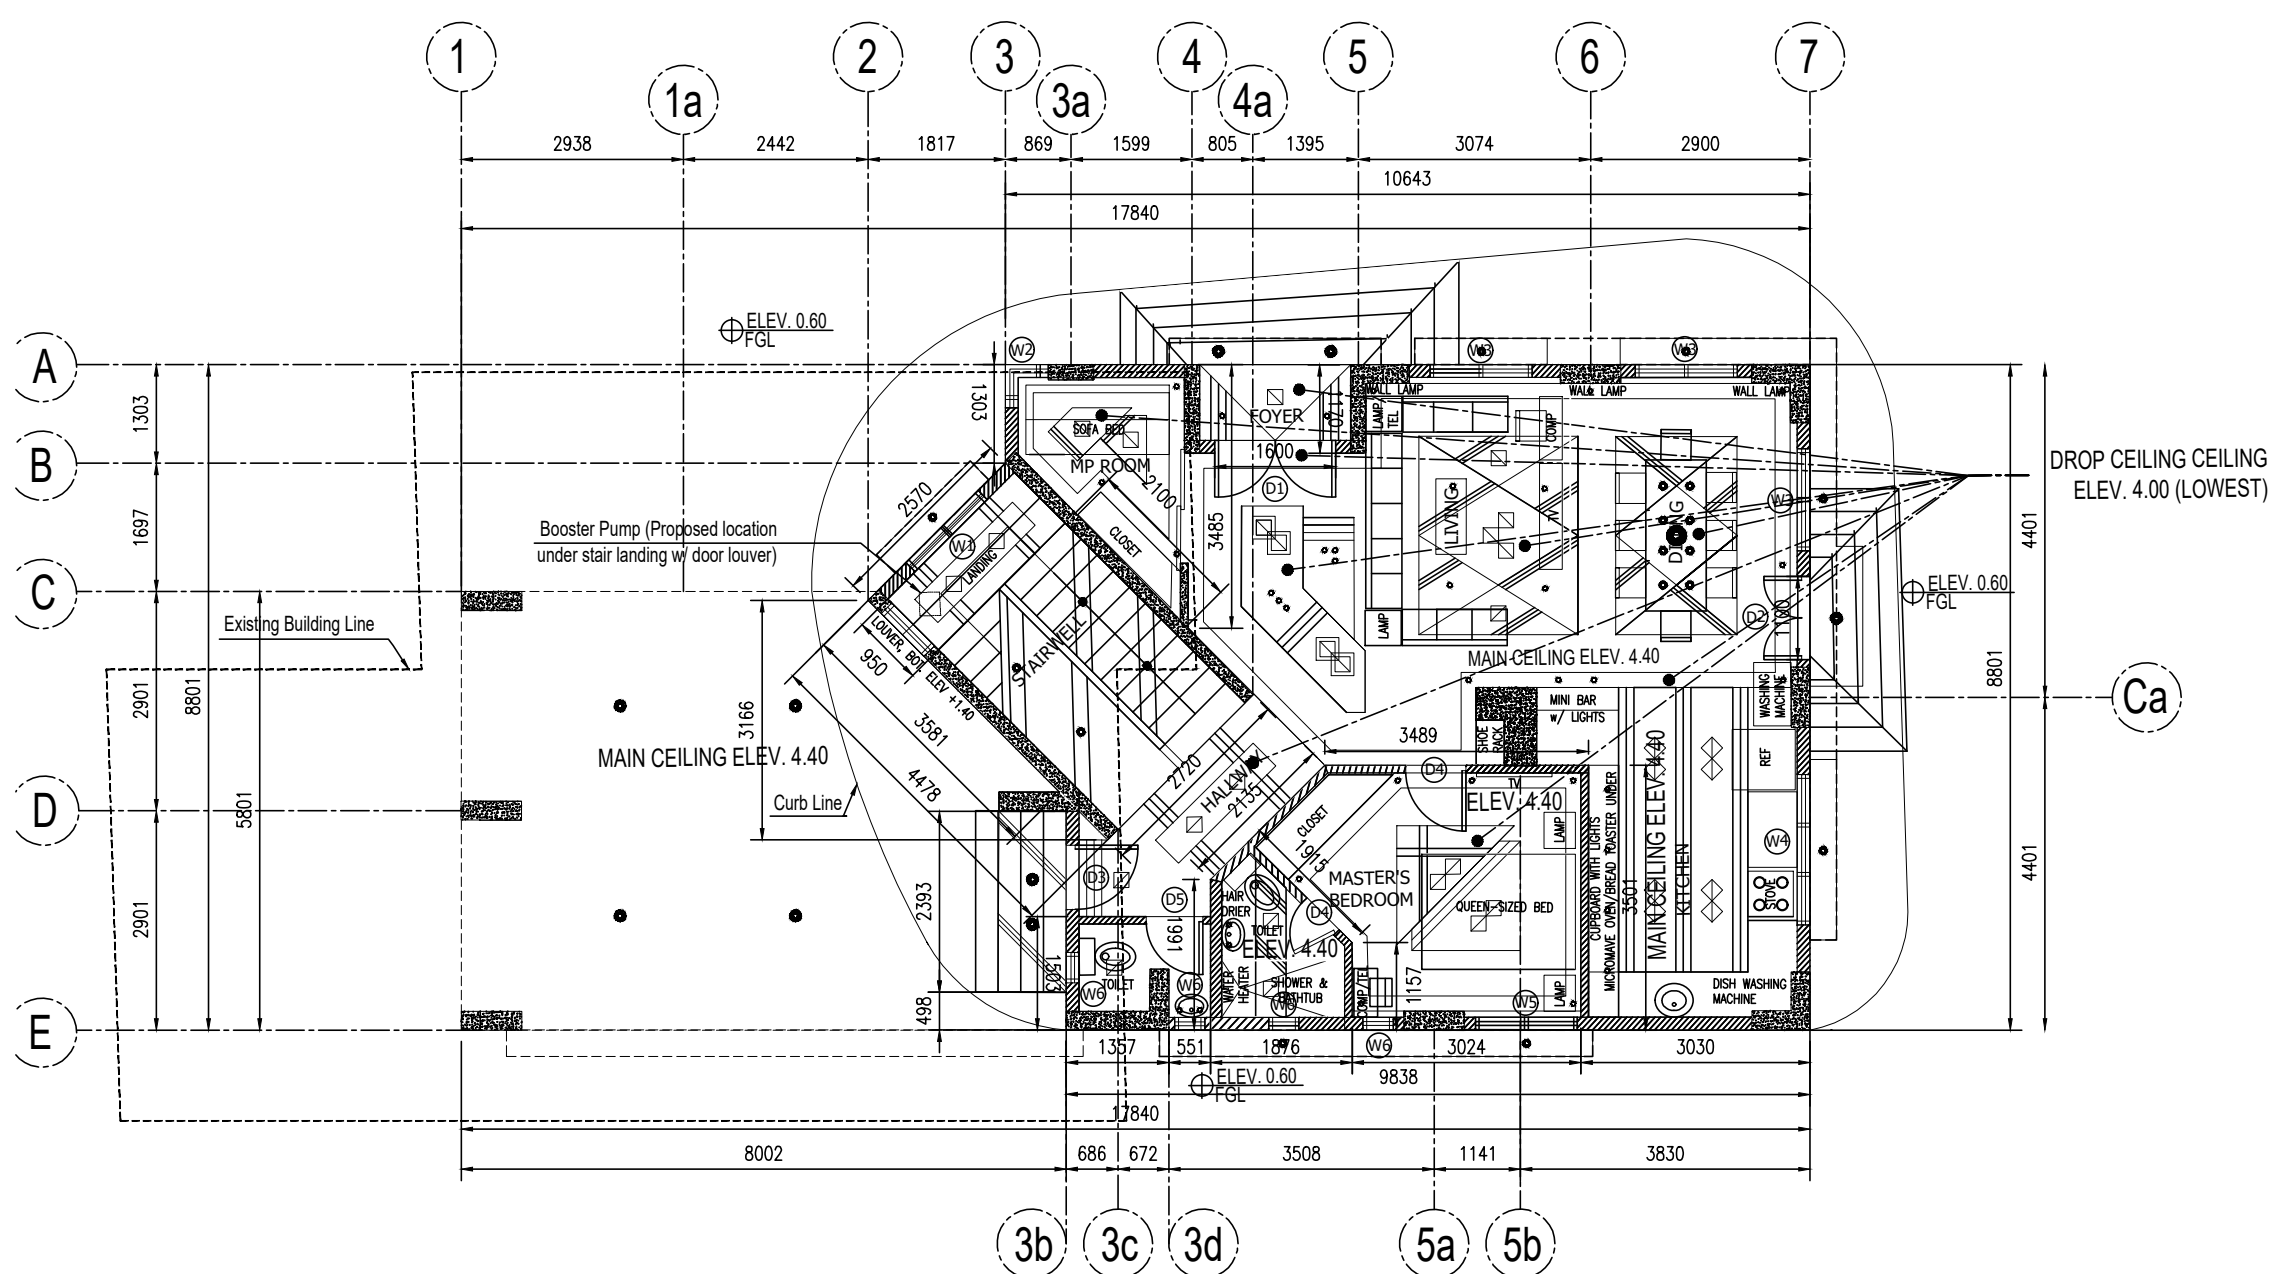 1
2
3
4
5
6
7
1a
3a
4a
2938
2442
1817
869
1599
805
1395
3074
2900
10643
17840
ELEV. 0.60
FGL
ELEV. 0.60
FGL
ELEV. 0.60
FGL
A
B
C
D
E
Ca
1303
1697
2901
2901
8801
5801
4401
4401
8801
DROP CEILING CEILING
ELEV. 4.00 (LOWEST)
W2
W3
W3
W3
1303
SOFA BED
MP ROOM
2100
CLOSET
FOYER
1120
1600
D1
3485
WALL LAMP
WALL LAMP
WALL LAMP
LAMP
TEL
COMP
LIVING
TV
DINING
LAMP
D2
1100
MAIN CEILING ELEV. 4.40
Booster Pump (Proposed location
under stair landing w/ door louver)
2570
W1
LANDING
STAIRWELL
LOUVER, BOT. ELEV +1.40
950
3581
4478
3166
Existing Building Line
MAIN CEILING ELEV. 4.40
Curb Line
2720
HALLWAY
2135
3489
SHOE
RACK
MINI BAR
w/ LIGHTS
WASHING
MACHINE
REF
W4
STOVE
MAIN CEILING ELEV. 4.40
KITCHEN
3501
CUPBOARD WITH LIGHTS
MICROMAVE OVEN/BREAD TOASTER UNDER
DISH WASHING
MACHINE
D4
TV
ELEV. 4.40
LAMP
CLOSET
1915
MASTER'S
BEDROOM
QUEEN-SIZED BED
LAMP
W5
1157
COMP/TEL
D4
HAIR
DRIER
TOILET
ELEV. 4.40
SHOWER &
BATHTUB
WATER
HEATER
W6
D3
D5
1991
1503
TOILET
W6
W6
W6
2393
498
1357
551
1876
3024
3030
9838
17840
8002
686
672
3508
1141
3830
3b
3c
3d
5a
5b